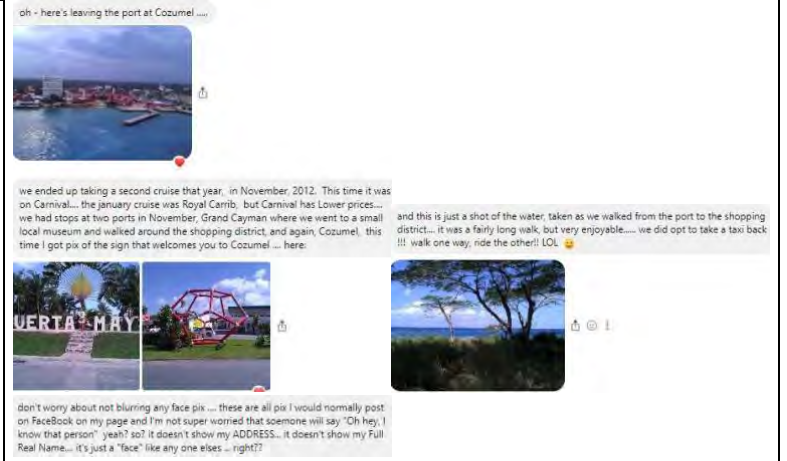 oh - here's leaving the port at Cozumel .....
we ended up taking a second cruise that year, in November, 2012. This time it was
on Carnival.... the january cruise was Royal Carrib, but Carnival has Lower prices....
we had stops at two ports in November, Grand Cayman where we went to a small
local museum and walked around the shopping district, and again, Cozumel, this
time I got pix of the sign that welcomes you to Cozumel .... here:
UERTA MAY
and this is just a shot of the water, taken as we walked from the port to the shopping
district.... it was a fairly long walk, but very enjoyable..... we did opt to take a taxi back
!!! walk one way, ride the other!! LOL 😀
don't worry about not blurring any face pix .... these are all pix I would normally post
on FaceBook on my page and I'm not super worried that soemone will say "Oh hey, I
know that person" yeah? so? it doesn't show my ADDRESS... it doesn't show my Full
Real Name.... it's just a "face" like any one elses .. right??